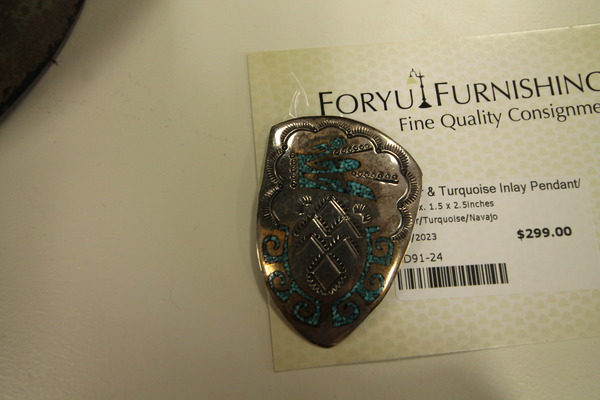 FORYU FURNISHING
Fine Quality Consignme
& Turquoise Inlay Pendant/
x. 1.5 x 2.5inches
r/Turquoise/Navajo
/2023
$299.00
D91-24